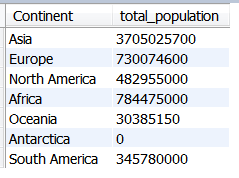 Continent total_population
Asia 3705025700
Europe 730074600
North America 482955000
Africa 784475000
Oceania 30385150
Antarctica 0
South America 345780000